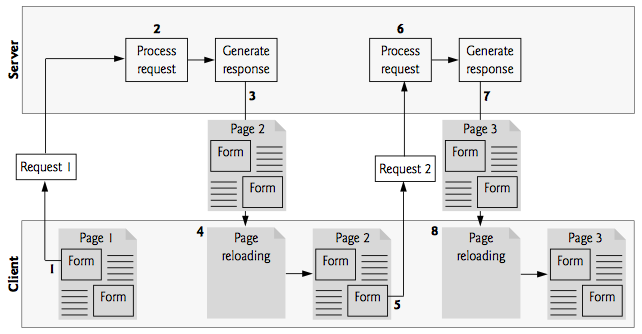 Server
2
Process
request
Generate
response
3
6
Process
request
Generate
response
7
Request 1
Page 2
Form
Form
Request 2
Page 3
Form
Form
Client
1
Page 1
Form
Form
4
Page
reloading
Page 2
Form
Form
5
8
Page
reloading
Page 3
Form
Form